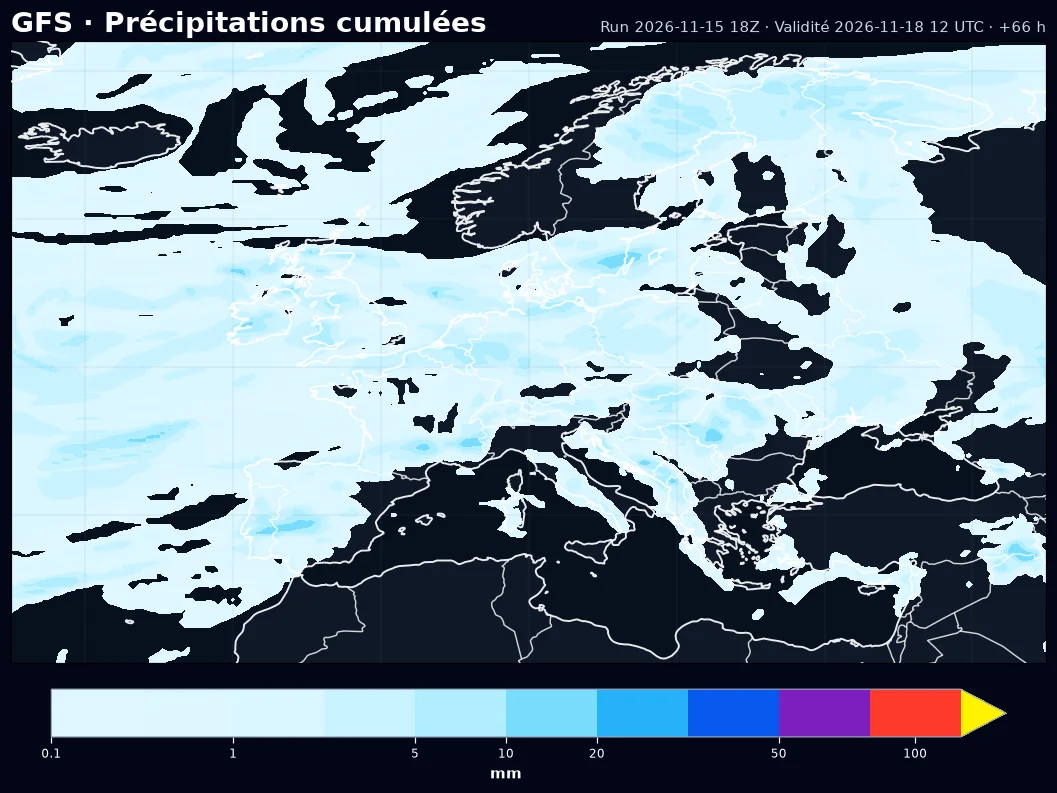 GFS · Précipitations cumulées
Run 2026-11-15 18Z · Validité 2026-11-18 12 UTC · +66 h
0.1 1 5 10 20 50 100
mm